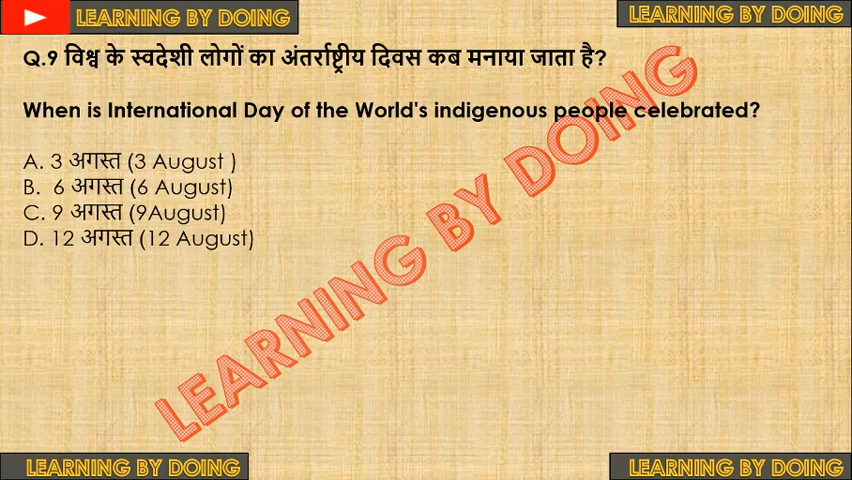 LEARNING BY DOING
LEARNING BY DOING
Q.9 विश्व के स्वदेशी लोगों का अंतर्राष्ट्रीय दिवस कब मनाया जाता है?
When is International Day of the World's indigenous people celebrated?
A. 3 अगस्त (3 August )
B.  6 अगस्त (6 August)
C. 9 अगस्त (9August)
D. 12 अगस्त (12 August)
LEARNING BY DOING
LEARNING BY DOING
LEARNING BY DOING